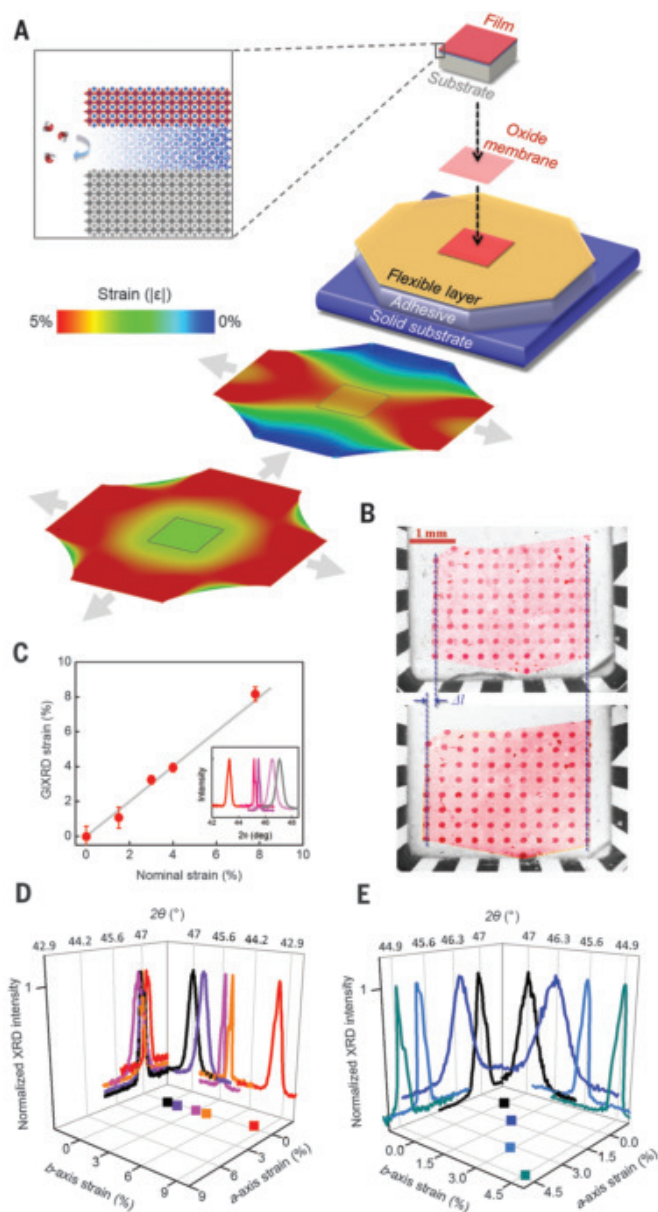 A
Film
Substrate
Oxide
membrane
Flexible layer
Adhesive
Solid substrate
Strain (|ε|)
5%
0%
B
1 mm
Δl
C
GIXRD strain (%)
10
8
6
4
2
0
0 2 4 6 8 10
Nominal strain (%)
Intensity
42 44 46 48
(deg)
D
2θ (°)
42.9 44.2 45.6 47 45.6 44.2 42.9
Normalized XRD intensity
1
0 3 6 9
b-axis strain (%)
9 6 3 0
a-axis strain (%)
E
2θ (°)
44.9 45.6 46.3 47 46.3 45.6 44.9
Normalized XRD intensity
1
0.0 1.5 3.0 4.5
b-axis strain (%)
4.5 3.0 1.5 0.0
a-axis strain (%)